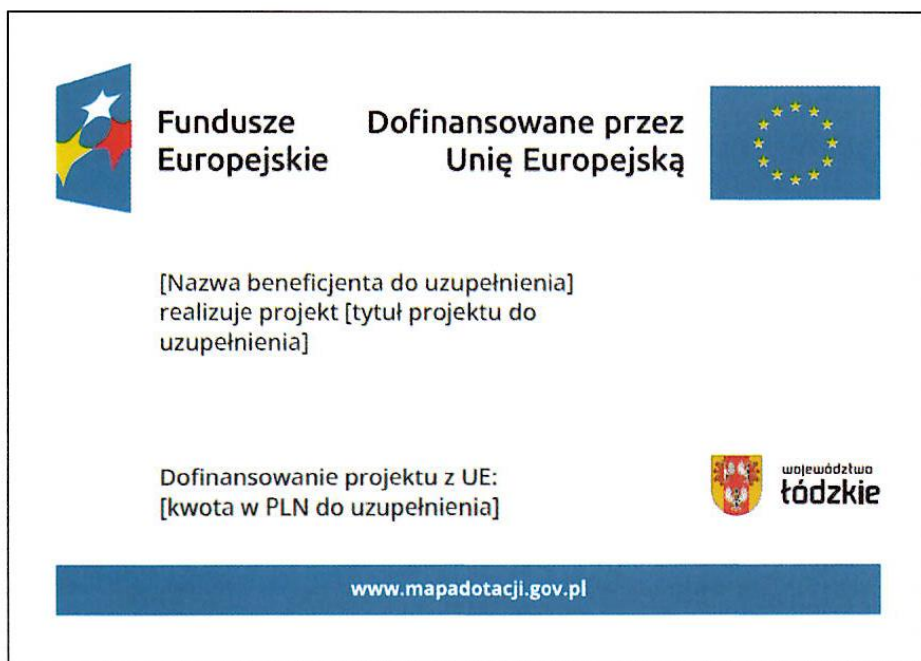 Fundusze
Europejskie
Dofinansowane przez
Unię Europejską
[Nazwa beneficjenta do uzupełnienia]
realizuje projekt [tytuł projektu do
uzupełnienia]
Dofinansowanie projektu z UE:
[kwota w PLN do uzupełnienia]
województwo
łódzkie
www.mapadotacji.gov.pl